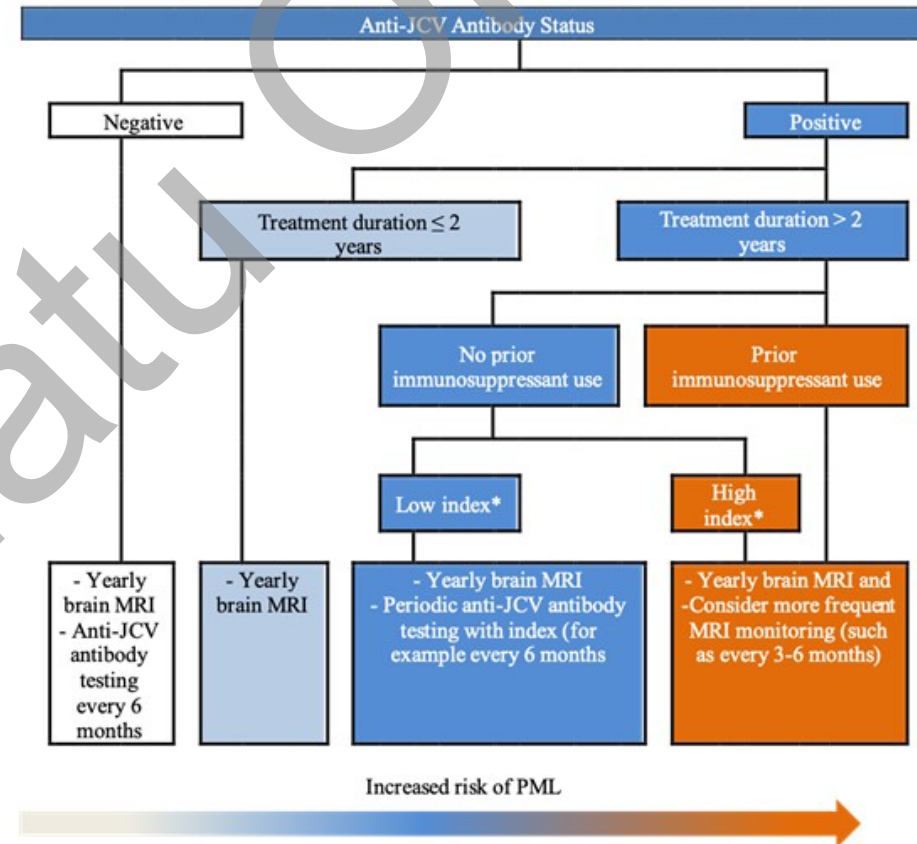 Anti-JCV Antibody Status
Negative
Positive
Treatment duration ≤ 2
years
Treatment duration > 2
years
No prior
immunosuppressant use
Prior
immunosuppressant use
Low index*
High
index*
- Yearly
brain MRI
- Anti-JCV
antibody
testing
every 6
months
- Yearly
brain MRI
- Yearly brain MRI
- Periodic anti-JCV antibody
testing with index (for
example every 6 months
- Yearly brain MRI and
-Consider more frequent
MRI monitoring (such
as every 3-6 months)
Increased risk of PML